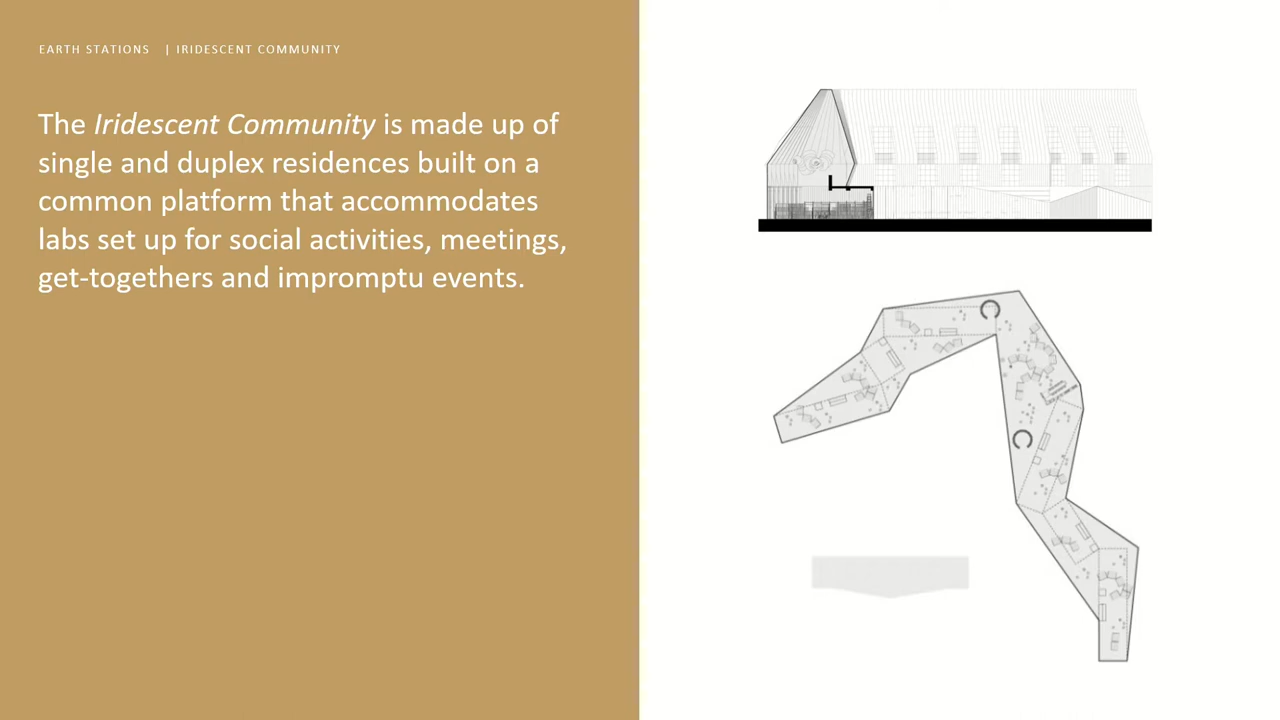 EARTH STATIONS | IRIDESCENT COMMUNITY
The Iridescent Community is made up of
single and duplex residences built on a
common platform that accommodates
labs set up for social activities, meetings,
get-togethers and impromptu events.